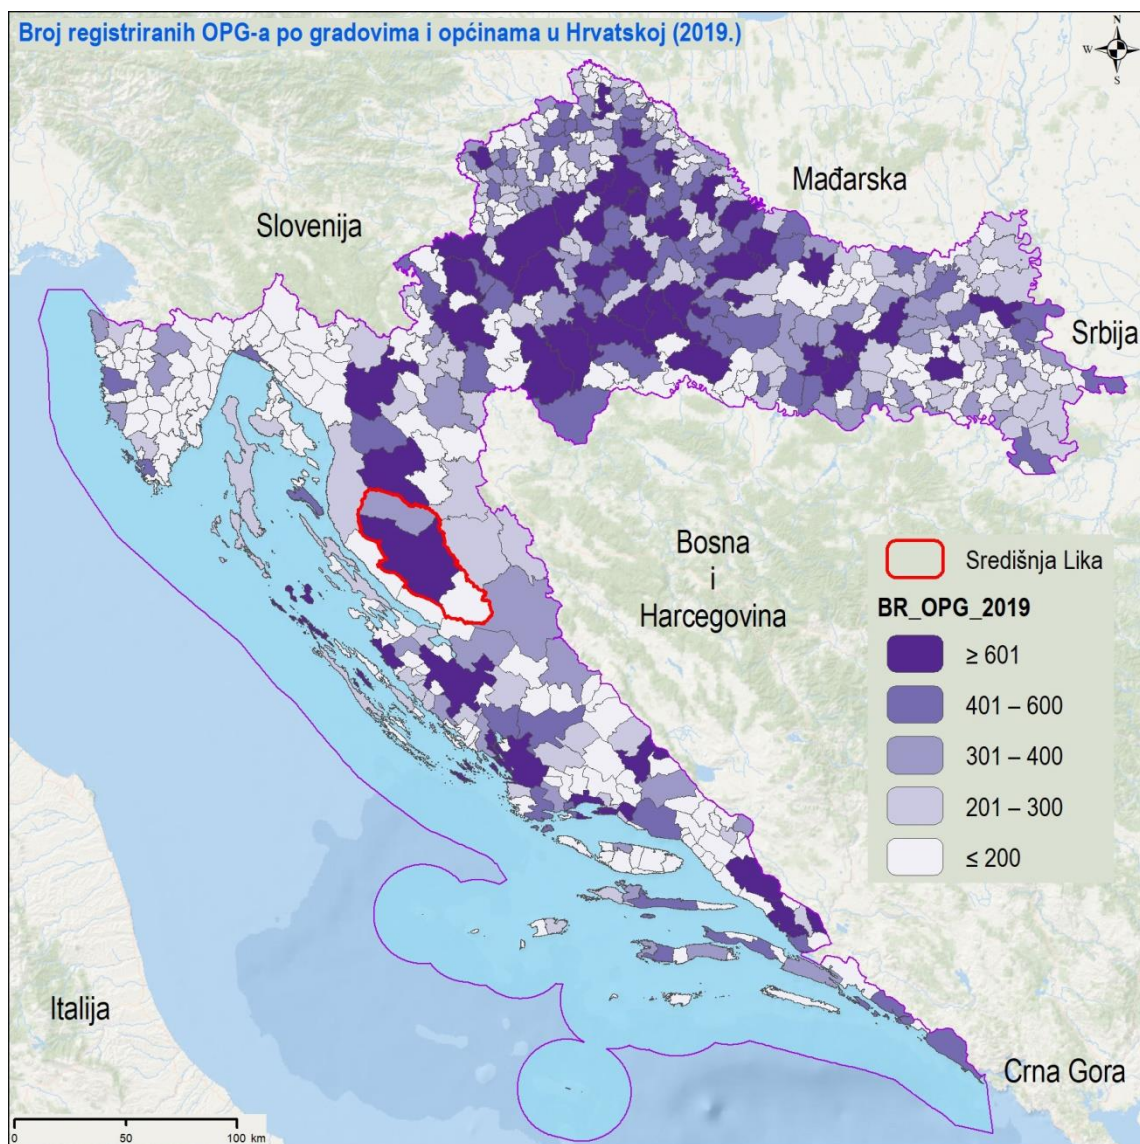 Broj registriranih OPG-a po gradovima i općinama u Hrvatskoj (2019.)
N
W
E
S
Mađarska
Slovenija
Srbija
Bosna
i
Harcegovina
Središnja Lika
BR_OPG_2019
≥ 601
401 – 600
301 – 400
201 – 300
≤ 200
Italija
Crna Gora
0
50
100 km